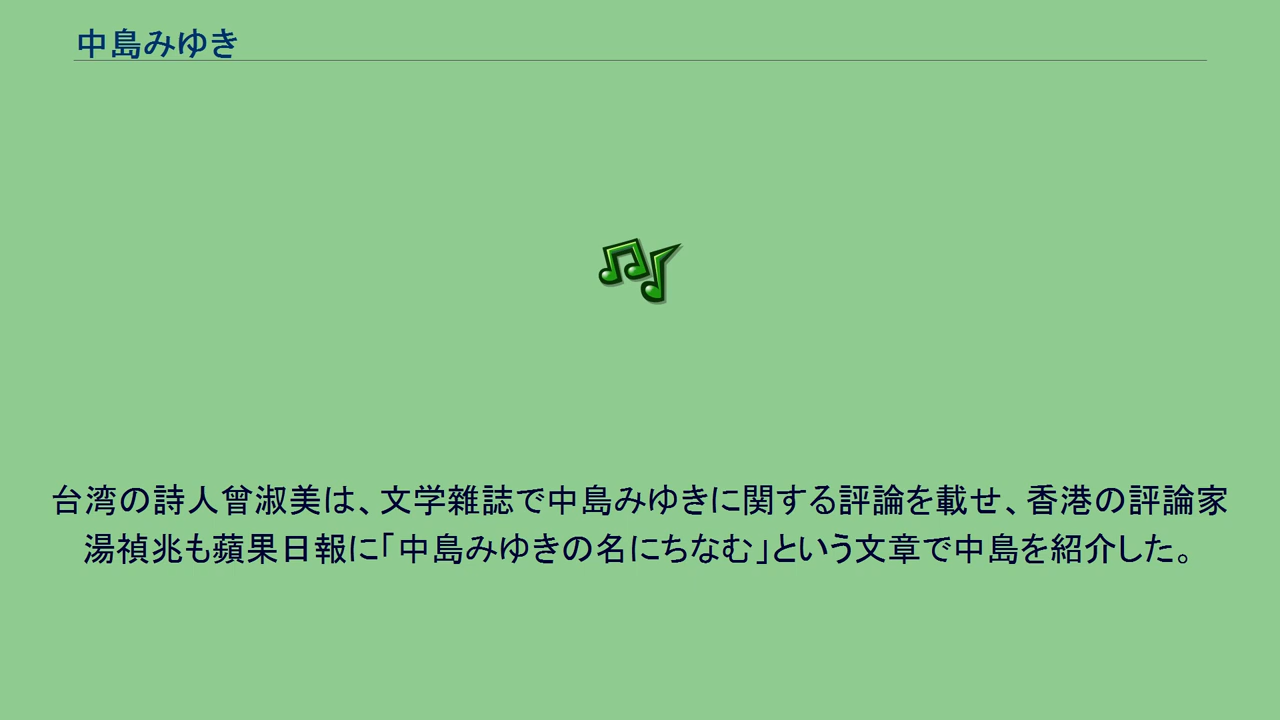 中島みゆき
台湾の詩人曾淑美は、文学雑誌で中島みゆきに関する評論を載せ、香港の評論家
湯禎兆も蘋果日報に「中島みゆきの名にちなむ」という文章で中島を紹介した。